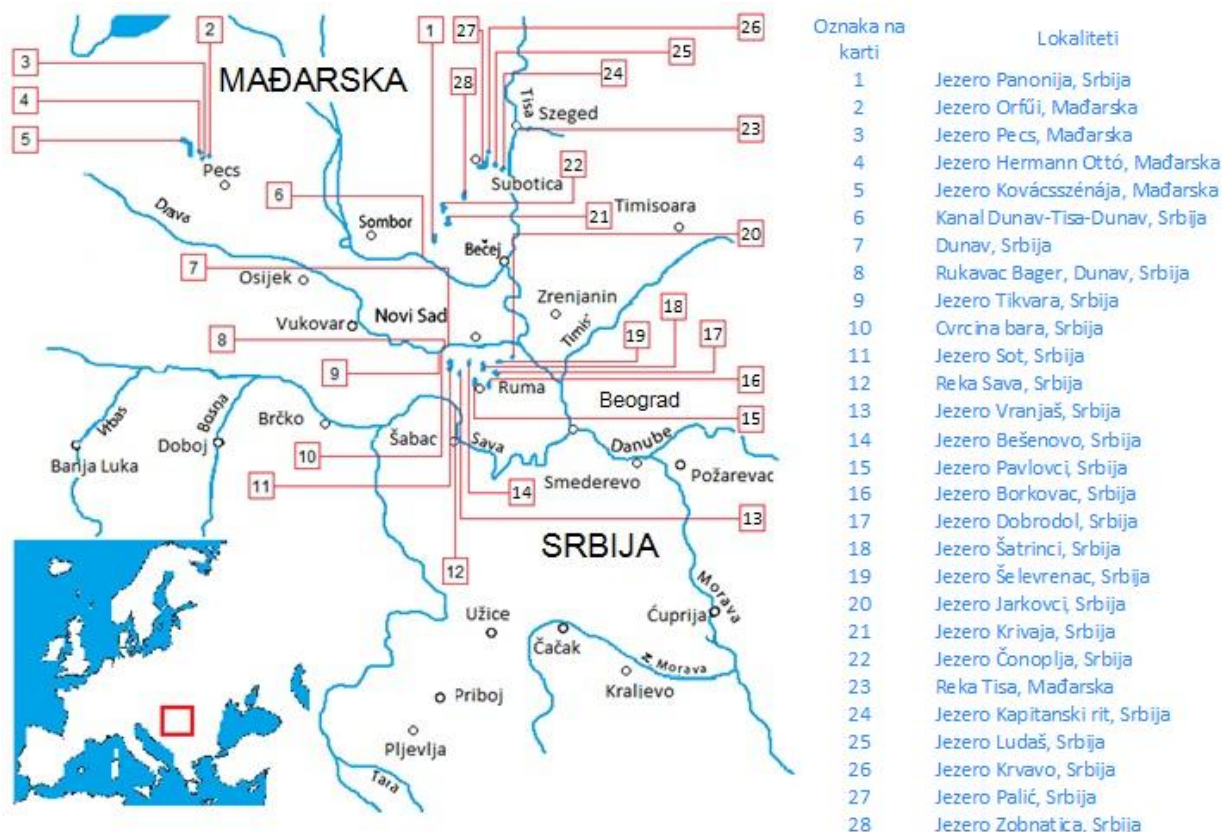 26
2
1
27
25
3
MAĐARSKA
24
4
28
Tisa
Szeged
23
5
Pecs
22
Subotica
6
21
Timisoara
Drava
Sombor
20
Bečej
7
Osijek
Zrenjanin
18
Novi Sad
Timis'
17
Vukovar
8
19
9
16
Ruma
Beograd
Vrbas
Bosna
Brčko
15
Šabac
Sava
Danube
Doboj
10
Banja Luka
Požarevac
11
14
Smederevo
13
SRBIJA
12
Morava
Užice
Ćuprija
Čačak
Z. Morava
Kraljevo
Priboj
Pljevlja
Tara
Oznaka na karti Lokaliteti
1 Jezero Panonija, Srbija
2 Jezero Orfűi, Mađarska
3 Jezero Pecs, Mađarska
4 Jezero Hermann Ottó, Mađarska
5 Jezero Kovácsszénája, Mađarska
6 Kanal Dunav-Tisa-Dunav, Srbija
7 Dunav, Srbija
8 Rukavac Bager, Dunav, Srbija
9 Jezero Tikvara, Srbija
10 Cvrcina bara, Srbija
11 Jezero Sot, Srbija
12 Reka Sava, Srbija
13 Jezero Vranjaš, Srbija
14 Jezero Bešenovo, Srbija
15 Jezero Pavlovci, Srbija
16 Jezero Borkovac, Srbija
17 Jezero Dobrodol, Srbija
18 Jezero Šatrinci, Srbija
19 Jezero Šelevrenac, Srbija
20 Jezero Jarkovci, Srbija
21 Jezero Krivaja, Srbija
22 Jezero Čonoplja, Srbija
23 Reka Tisa, Mađarska
24 Jezero Kapitanski rit, Srbija
25 Jezero Ludaš, Srbija
26 Jezero Krvavo, Srbija
27 Jezero Palić, Srbija
28 Jezero Zobnatica, Srbija